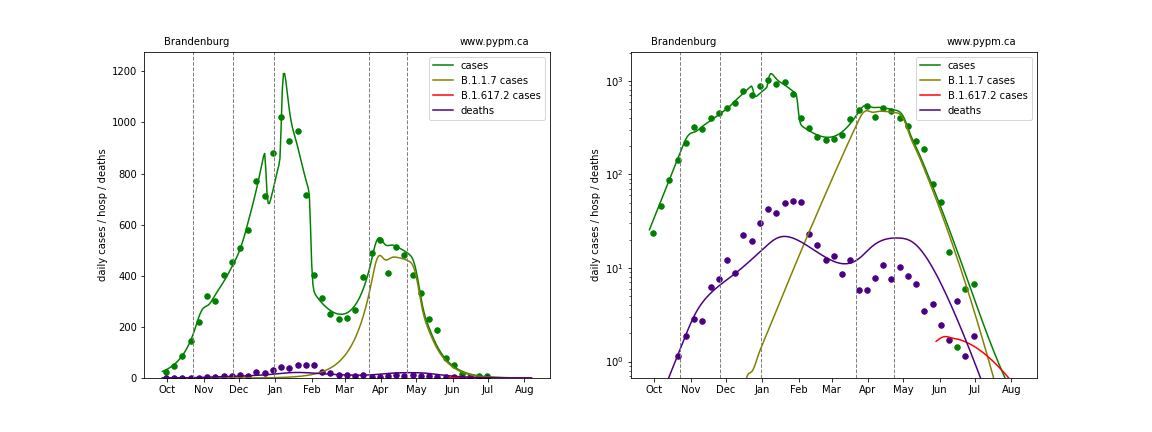 Brandenburg www.pypm.ca
cases
B.1.1.7 cases
B.1.617.2 cases
deaths
daily cases / hosp / deaths
1200
1000
800
600
400
200
0
Oct Nov Dec Jan Feb Mar Apr May Jun Jul Aug
Brandenburg www.pypm.ca
cases
B.1.1.7 cases
B.1.617.2 cases
deaths
daily cases / hosp / deaths
10³
10²
10¹
10⁰
Oct Nov Dec Jan Feb Mar Apr May Jun Jul Aug